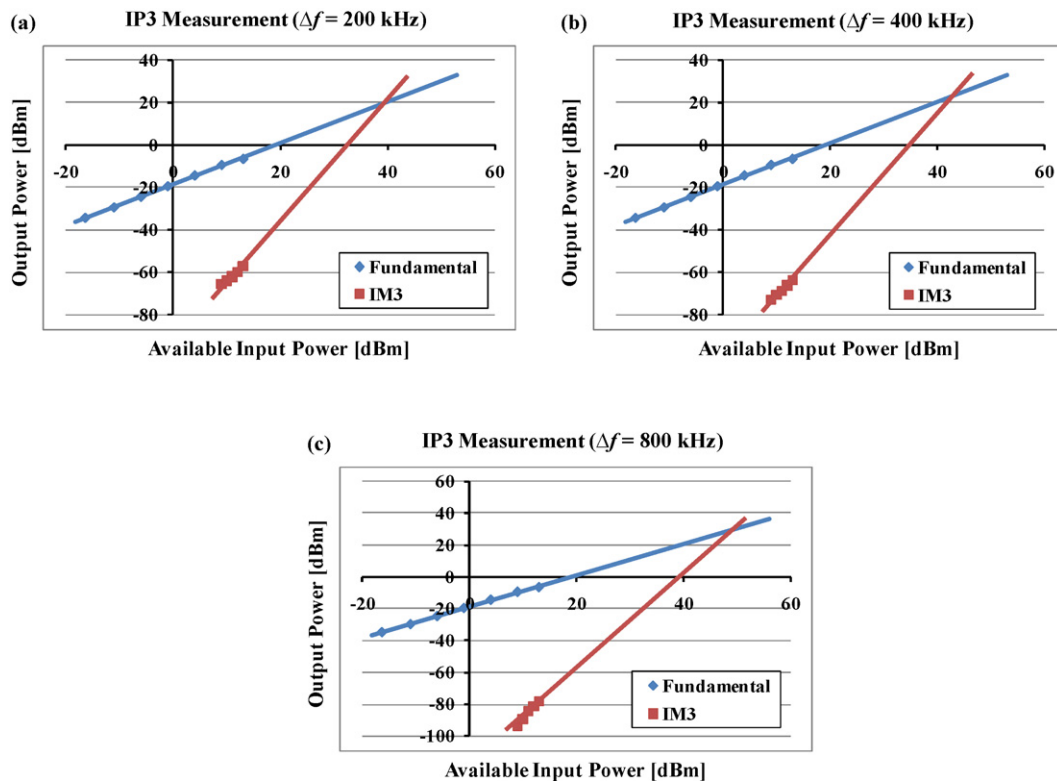 (a) IP3 Measurement (Δf = 200 kHz)
40
20
0
-20 0 20 40 60
-20
-40
-60
-80
Output Power [dBm]
Fundamental
IM3
Available Input Power [dBm]
(b) IP3 Measurement (Δf = 400 kHz)
40
20
0
-20 0 20 40 60
-20
-40
-60
-80
Output Power [dBm]
Fundamental
IM3
Available Input Power [dBm]
(c) IP3 Measurement (Δf = 800 kHz)
60
40
20
0
-20 0 20 40 60
-20
-40
-60
-80
-100
Output Power [dBm]
Fundamental
IM3
Available Input Power [dBm]